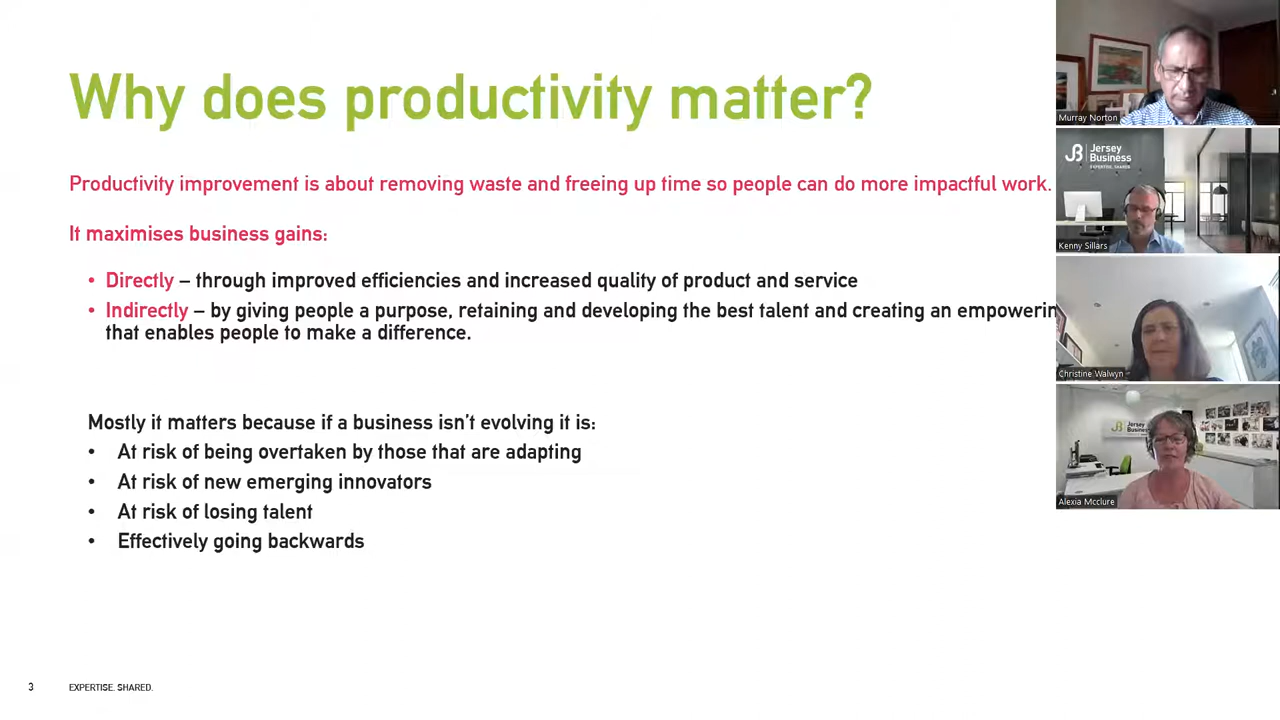 Why does productivity matter?
Productivity improvement is about removing waste and freeing up time so people can do more impactful work.
It maximises business gains:
• Directly – through improved efficiencies and increased quality of product and service
• Indirectly – by giving people a purpose, retaining and developing the best talent and creating an empowerin
that enables people to make a difference.
Mostly it matters because if a business isn't evolving it is:
• At risk of being overtaken by those that are adapting
• At risk of new emerging innovators
• At risk of losing talent
• Effectively going backwards
3 EXPERTISE. SHARED.
Murray Norton
Jersey
Business
EXPERTISE. SHARED.
Kenny Sillars
Christine Walwyn
Jersey
Alexia Mcclure